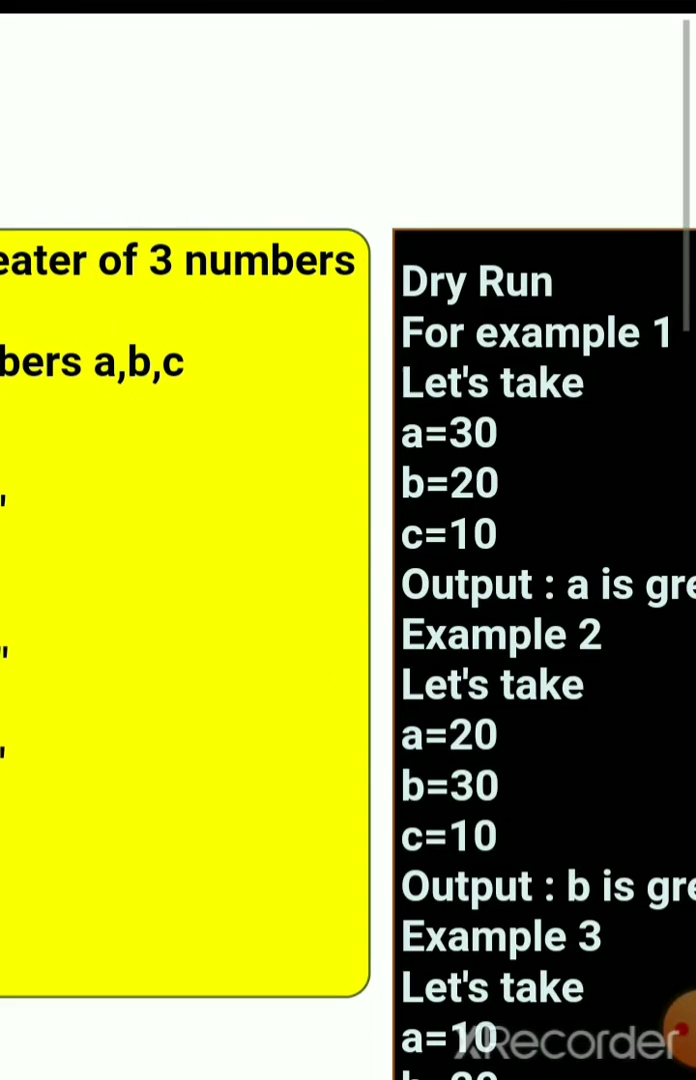 eater of 3 numbers
bers a,b,c
"
"
"
Dry Run
For example 1
Let's take
a=30
b=20
c=10
Output : a is gre
Example 2
Let's take
a=20
b=30
c=10
Output : b is gre
Example 3
Let's take
a=10
XRecorder